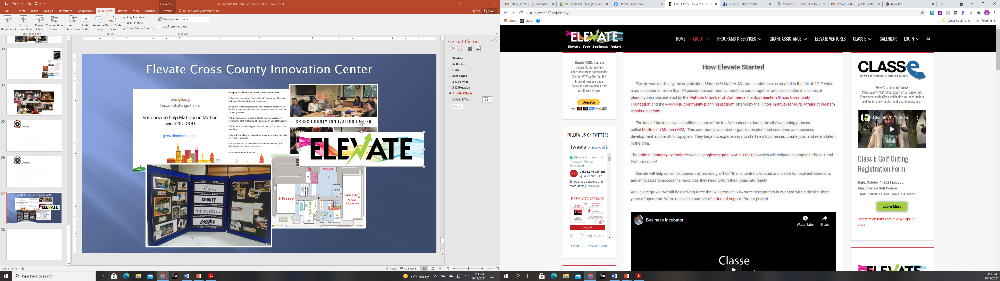 Lyndon MAPPING Intro September 2021 - PowerPoint
Picture Tools
File Home Insert Design Transitions Animations Slide Show Review View Acrobat Format Tell me what you want to do... Sign in Share
From Beginning
From Current Slide
Present Online
Custom Slide Show
Set Up Slide Show
Hide Slide
Rehearse Timings
Record Slide Show
Play Narrations
Use Timings
Show Media Controls
Monitor: Automatic
Use Presenter View
Start Slide Show
Set Up
Monitors
33
34
35
36
37
38
Elevate Cross County Innovation Center
Google.org
Impact Challenge Illinois
Vote now to help Mattoon in Motion
win $250,000
g.co/illinoischallenge
Our project: The Cross County Innovation Center
A Regional Innovation Center that will Encourage, Connect
and Grow Small and Startup Businesses
Be a place where members will have access to professionals
such as accountants, lawyers, and bankers in the area can help
answer questions.
Will be the home of ClassE students who are working to
become the next generation of entrepreneurs in Coles County.
Will include business support services and 24/7 access to our
members.
This will be a place for innovation in our area which will help
grow the community.
Our ultimate goal is to keep our local talent here and grow
their businesses in our community.
www.mattooninmotion.com
CROSS COUNTY INNOVATION CENTER
ELEVATE
AVAILABLE
JCPenney
JOANN
Rural King
OPENING
JANUARY 2019
Cross
COUNTY
Innovation
center
Format Picture
Shadow
Reflection
Glow
Soft Edges
3-D Format
3-D Rotation
Artistic Effects
Artistic Effects
Reset
Slide 37 of 38
Notes Comments 114%
Type here to search
87°F Sunny
2:41 PM
9/13/2021
Inbox (17,762) - gf-hamm@w
VISTA Master - Google Drive
Elevate | Facebook
Our History – Elevate CCIC, In
Census - Table Results
Macomb, IL 61455, USA to Ly
Inbox (61,160) - gisele8488@
New Tab
elevate217.org/history/
Apps close
Other bookmarks Reading list
ELEVATE
Elevate Your Business Today!
HOME ABOUT PROGRAMS & SERVICES GRANT ASSISTANCE ELEVATE VENTURES CLASS E CALENDAR LOGIN
Elevate CCIC, Inc. is a
nonprofit, tax-exempt
charitable organization under
Section 501(c)(3) of the U.S.
Internal Revenue Code.
Donations are tax-deductible
as allowed by law.
Donate
VISA
FOLLOW US ON TWITTER!
Tweets by @elevate217
Elevate Business
Incubation Center
Retweeted
Lake Land College
@LakeLandBuzz
Enjoy these coupons and
more at bit.ly/2UIASUS
FREE COUPONS!
Aug 27, 2021
Embed View on Twitter
How Elevate Started
Elevate was started by the organization Mattoon in Motion. Mattoon in Motion was created in the fall of 2017 when
a cross-section of more than 80 passionate community members came together and participated in a series of
planning sessions initiated by the Mattoon Chamber of Commerce, the Southeastern Illinois Community
Foundation and the MAPPING community planning program offered by the Illinois Institute for Rural Affairs at Western
Illinois University.
The loss of business was identified as one of the top five concerns during the city's visioning process
called Mattoon in Motion (MIM). This community volunteer organization identified economic and business
development as one of its top goals. They began to explore ways to start new businesses, create jobs, and retain talent
in the area.
The Robust Economy Committee Won a Google.org grant worth $325,000 which will helped us complete Phase 1 and
2 of our center!
Elevate will help solve this concern by providing a “hub” that is centrally located and viable for local entrepreneurs
and innovators to access the resources they need to turn their ideas into reality.
As Elevate grows, we will be a driving force that will produce 50% more new patents in our area within the first three
years of operation. We've received a number of letters of support for our project.
Business Incubator
Watch later Share
Classe
CLASSe
growing entrepreneurs, nurturing success
Elevate is home to ClassE.
Coles County Highschool experiential, dual-credit
Entrepreneurship Class which aims to teach Juniors
and Seniors how to start and sustain a business.
ClassE 2021 Video
Class E Golf Outing
Registration Form
Date: October 1, 2021 Location:
Meadowview Golf Course
Time: Lunch: 11 AM | Tee Time: Noon
Learn More
Registration forms are due by Sept. 27,
2021
2:41 PM
9/13/2021